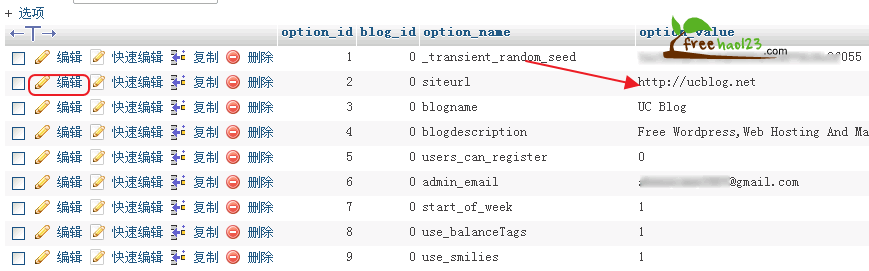 + 选项
←T→ option_id blog_id option_name option_value
freehao123.com
编辑 快速编辑 复制 删除 1 0 _transient_random_seed f055
编辑 快速编辑 复制 删除 2 0 siteurl http://ucblog.net
编辑 快速编辑 复制 删除 3 0 blogname UC Blog
编辑 快速编辑 复制 删除 4 0 blogdescription Free Wordpress,Web Hosting And Ma
编辑 快速编辑 复制 删除 5 0 users_can_register 0
编辑 快速编辑 复制 删除 6 0 admin_email @gmail.com
编辑 快速编辑 复制 删除 7 0 start_of_week 1
编辑 快速编辑 复制 删除 8 0 use_balanceTags 1
编辑 快速编辑 复制 删除 9 0 use_smilies 1